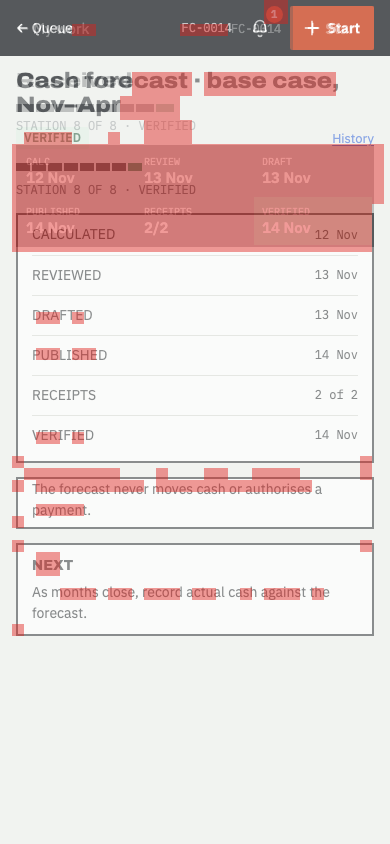 ← Queue
FC-0014
FC-0014
1
+ Start
Cash forecast · base case,
Nov–Apr
STATION 8 OF 8 · VERIFIED
VERIFIED
History
CALC
REVIEW
DRAFT
12 Nov
13 Nov
13 Nov
STATION 8 OF 8 · VERIFIED
PUBLISHED
RECEIPTS
VERIFIED
14 Nov
2/2
14 Nov
CALCULATED 12 Nov
REVIEWED 13 Nov
DRAFTED 13 Nov
PUBLISHED 14 Nov
RECEIPTS 2 of 2
VERIFIED 14 Nov
The forecast never moves cash or authorises a
payment.
NEXT
As months close, record actual cash against the
forecast.